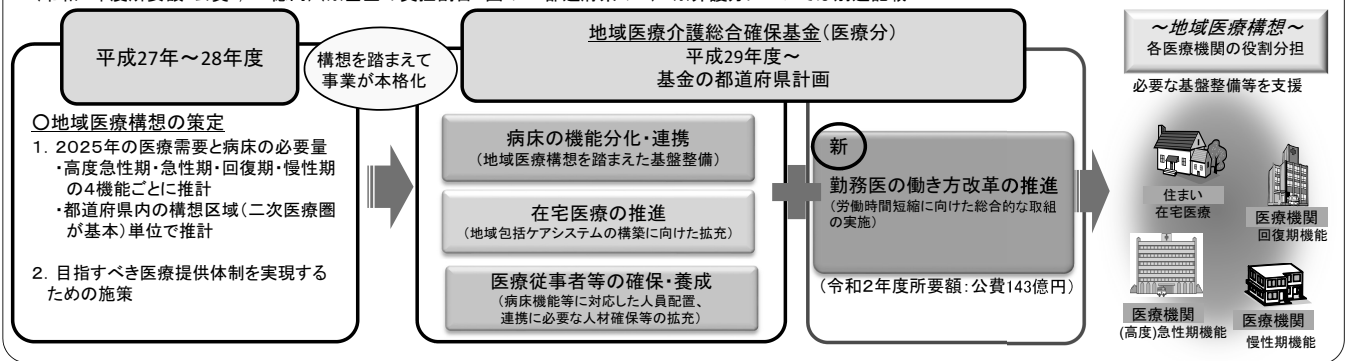 平成27年～28年度
構想を踏まえて
事業が本格化
地域医療介護総合確保基金(医療分)
平成29年度～
基金の都道府県計画
～地域医療構想～
各医療機関の役割分担
必要な基盤整備等を支援
〇地域医療構想の策定
1. 2025年の医療需要と病床の必要量
・高度急性期・急性期・回復期・慢性期
の4機能ごとに推計
・都道府県内の構想区域(二次医療圏
が基本)単位で推計
2. 目指すべき医療提供体制を実現する
ための施策
病床の機能分化・連携
(地域医療構想を踏まえた基盤整備)
在宅医療の推進
(地域包括ケアシステムの構築に向けた拡充)
医療従事者等の確保・養成
(病床機能等に対応した人員配置、
連携に必要な人材確保等の拡充)
新
勤務医の働き方改革の推進
(労働時間短縮に向けた総合的な取組
の実施)
(令和2年度所要額:公費143億円)
住まい
在宅医療
医療機関
回復期機能
医療機関
(高度)急性期機能
医療機関
慢性期機能